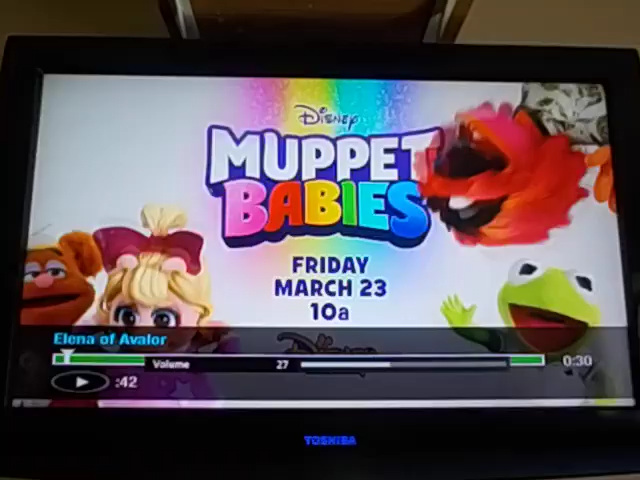 Disney
MUPPET
BABIES
FRIDAY
MARCH 23
10a
Elena of Avalor
Volume 27
0:30
:42
TOSHIBA